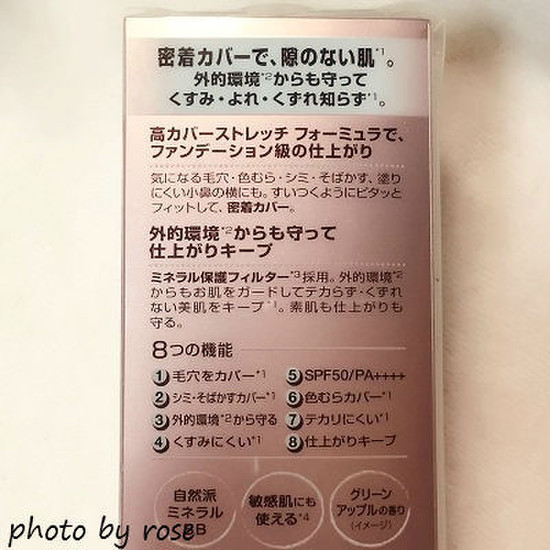 密着カバーで、隙のない肌*1。
外的環境*2からも守って
くすみ・よれ・くずれ知らず*1。
高カバーストレッチ フォーミュラで、
ファンデーション級の仕上がり
気になる毛穴・色むら・シミ・そばかす、塗り
にくい小鼻の横にも。すいつくようにピタッと
フィットして、密着カバー。
外的環境*2からも守って
仕上がりキープ
ミネラル保護フィルター*3採用。外的環境*2
からもお肌をガードしてテカらず・くずれ
ない美肌をキープ*1。素肌も仕上がりも
守る。
8つの機能
1 毛穴をカバー*1
2 シミ・そばかすカバー*1
3 外的環境*2から守る
4 くすみにくい*1
5 SPF50/PA++++
6 色むらカバー*1
7 テカリにくい*1
8 仕上がりキープ
自然派
ミネラル
BB
敏感肌にも
使える*4
グリーン
アップルの香り
(イメージ)
photo by rose